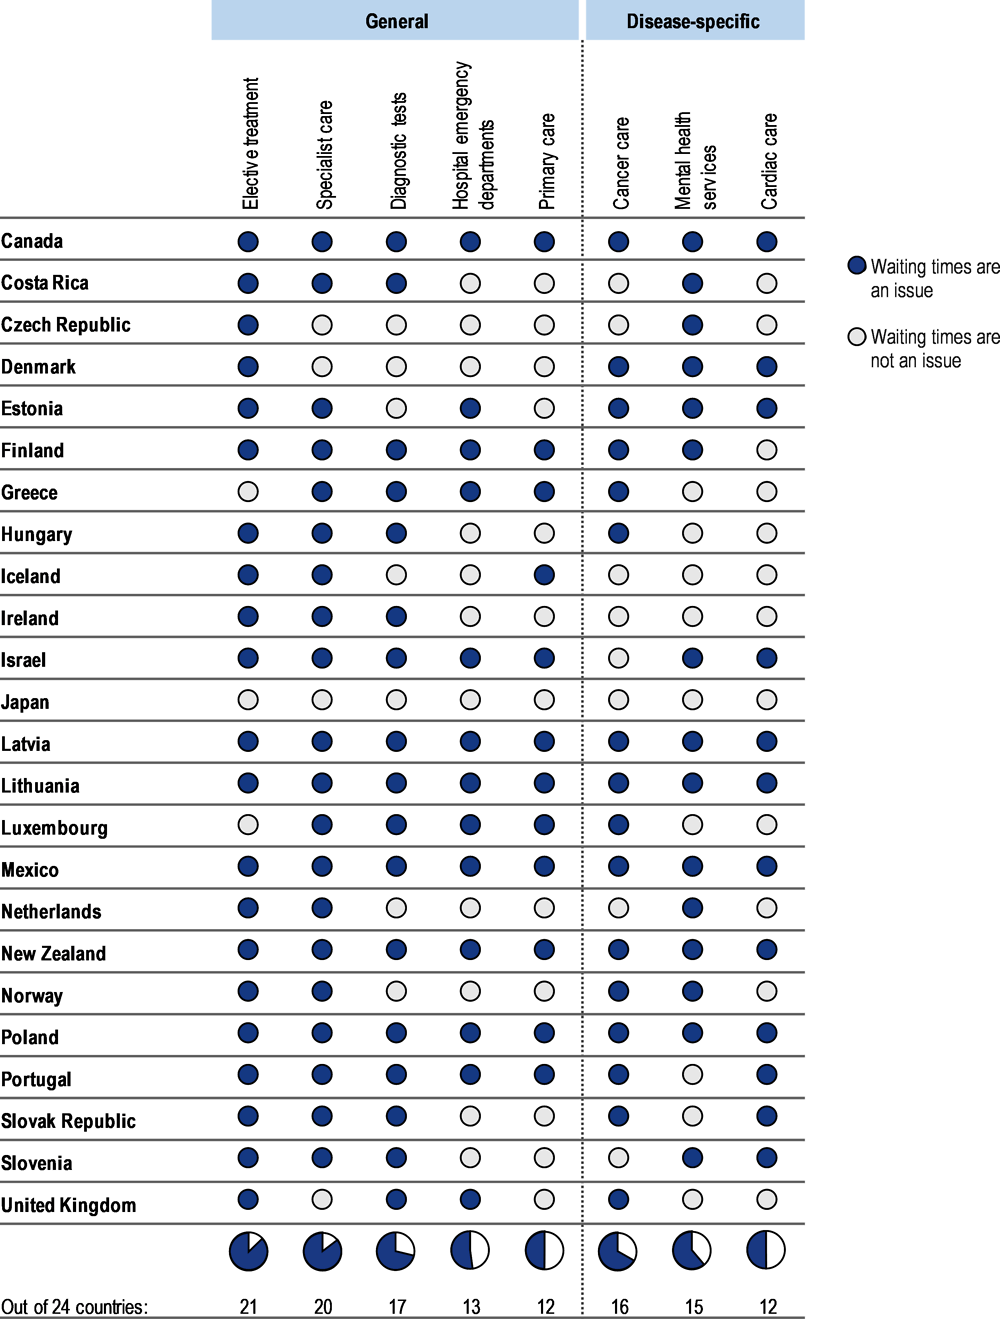 General
Disease-specific
Elective treatment
Specialist care
Diagnostic tests
Hospital emergency
departments
Primary care
Cancer care
Mental health
services
Cardiac care
Canada
Costa Rica
Czech Republic
Denmark
Estonia
Finland
Greece
Hungary
Iceland
Ireland
Israel
Japan
Latvia
Lithuania
Luxembourg
Mexico
Netherlands
New Zealand
Norway
Poland
Portugal
Slovak Republic
Slovenia
United Kingdom
Waiting times are
an issue
Waiting times are
not an issue
Out of 24 countries: 21 20 17 13 12 16 15 12